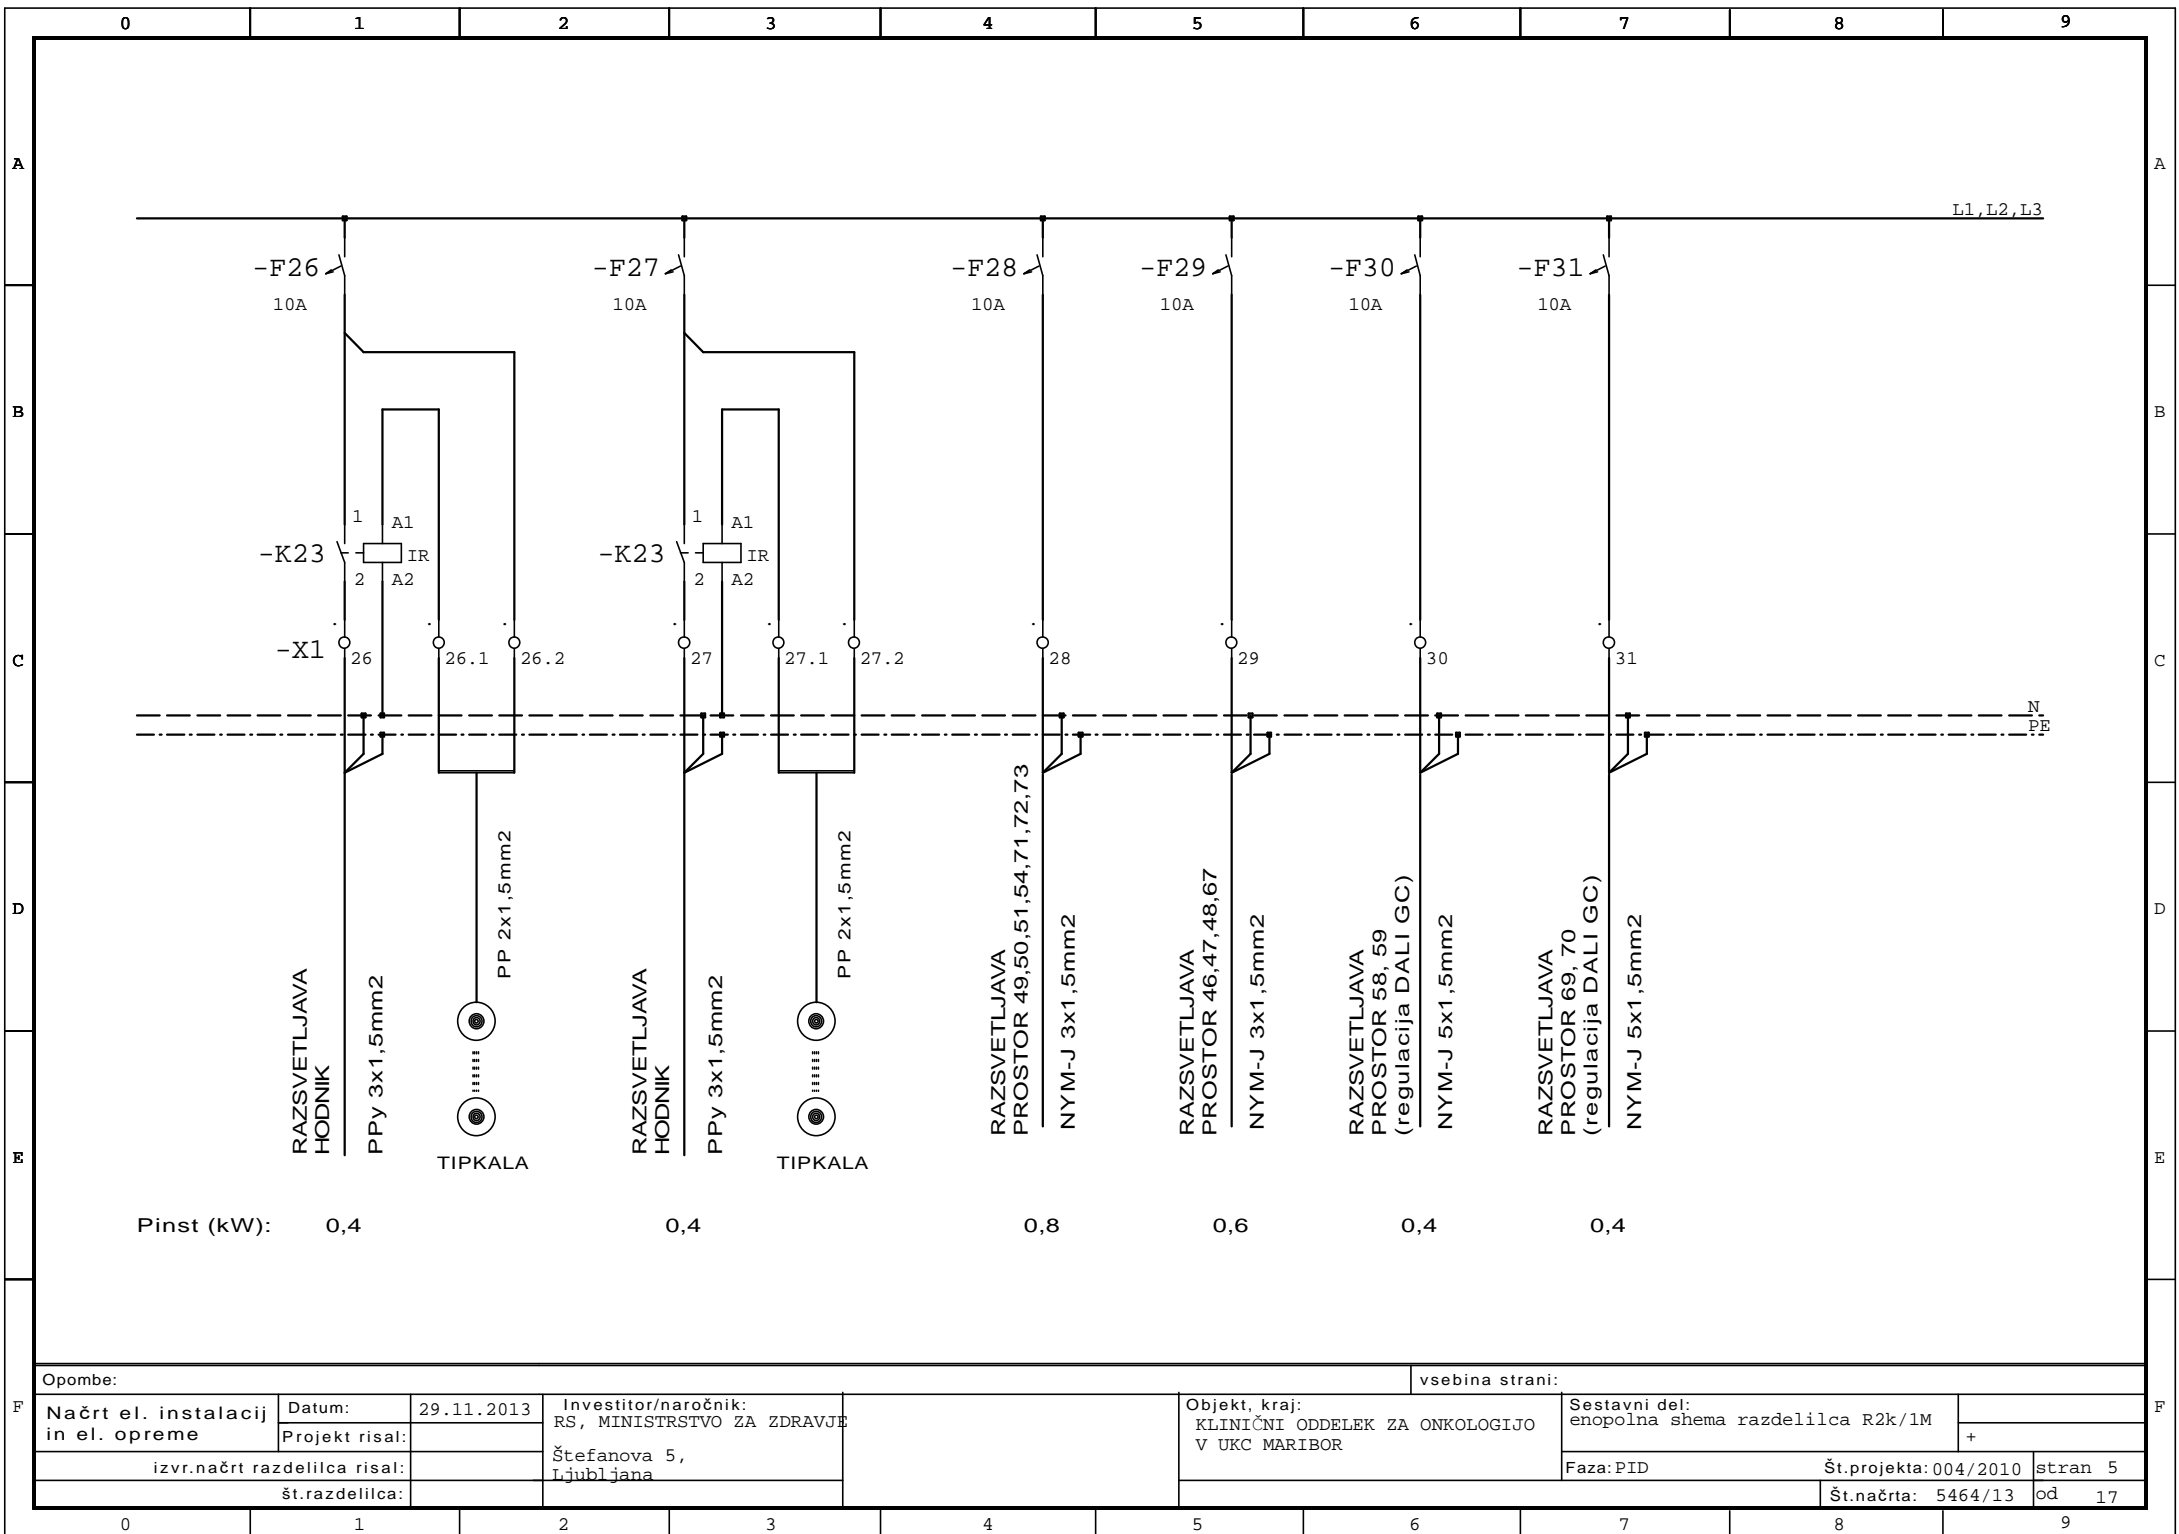 0 1 2 3 4 5 6 7 8 9
A A
L1,L2,L3
-F26 -F27 -F28 -F29 -F30 -F31
10A 10A 10A 10A 10A 10A
B B
1 A1 1 A1
-K23 IR -K23 IR
2 A2 2 A2
-X1 26 26.1 26.2 27 27.1 27.2 28 29 30 31
C C
N
PE
D D
RAZSVETLJAVA
HODNIK
PPy 3x1,5mm2
PP 2x1,5mm2
TIPKALA
RAZSVETLJAVA
HODNIK
PPy 3x1,5mm2
PP 2x1,5mm2
TIPKALA
RAZSVETLJAVA
PROSTOR 49,50,51,54,71,72,73
NYM-J 3x1,5mm2
RAZSVETLJAVA
PROSTOR 46,47,48,67
NYM-J 3x1,5mm2
RAZSVETLJAVA
PROSTOR 58, 59
(regulacija DALI GC)
NYM-J 5x1,5mm2
RAZSVETLJAVA
PROSTOR 69, 70
(regulacija DALI GC)
NYM-J 5x1,5mm2
E E
Pinst (kW): 0,4 0,4 0,8 0,6 0,4 0,4
F F
Opombe:
vsebina strani:
Načrt el. instalacij
in el. opreme
Datum: 29.11.2013
Projekt risal:
izvr.načrt razdelilca risal:
št.razdelilca:
Investitor/naročnik:
RS, MINISTRSTVO ZA ZDRAVJE
Štefanova 5,
Ljubljana
Objekt, kraj:
KLINIČNI ODDELEK ZA ONKOLOGIJO
V UKC MARIBOR
Sestavni del:
enopolna shema razdelilca R2k/1M
+
Faza: PID
Št.projekta: 004/2010
stran 5
Št.načrta: 5464/13
od 17
0 1 2 3 4 5 6 7 8 9